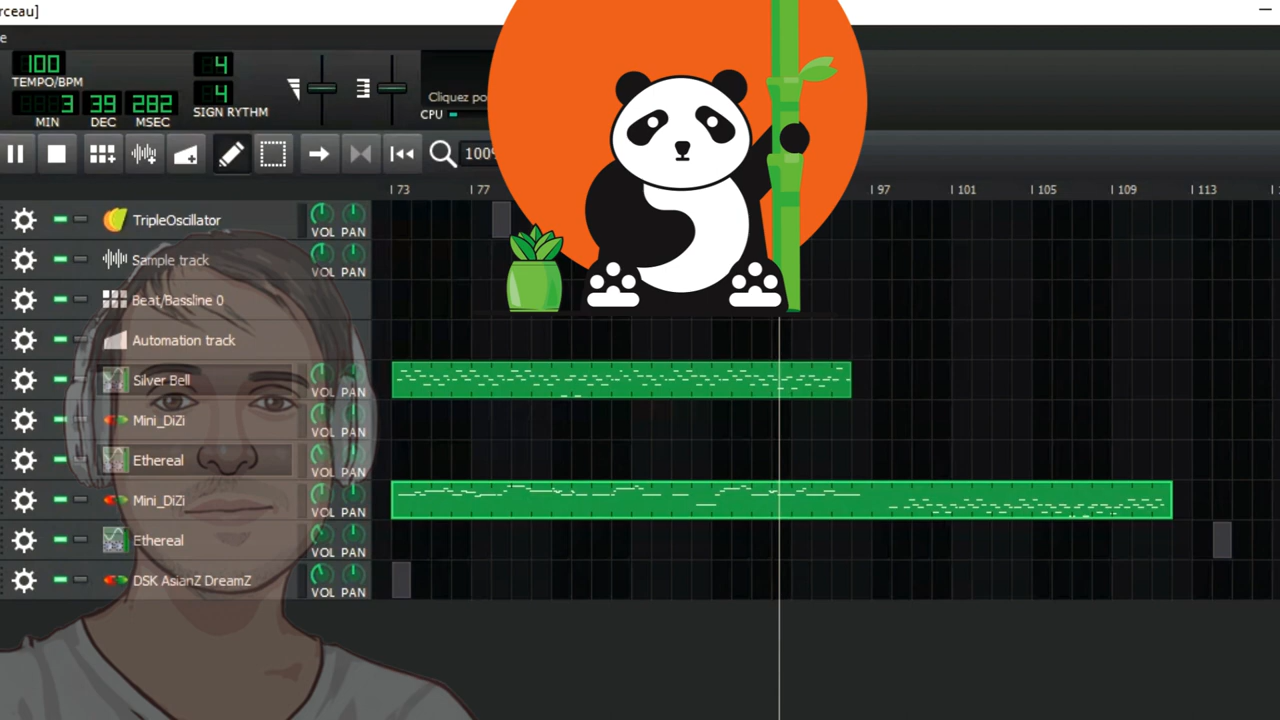 rceau]
e
100
TEMPO/BPM
3 39 282
MIN DEC MSEC
4
4
SIGN RYTHM
Cliquez po
CPU
100%
73 77 97 101 105 109 113
TripleOscillator VOL PAN
Sample track VOL PAN
Beat/Bassline 0
Automation track
Silver Bell VOL PAN
Mini_DiZi VOL PAN
Ethereal VOL PAN
Mini_DiZi VOL PAN
Ethereal VOL PAN
DSK AsianZ DreamZ VOL PAN